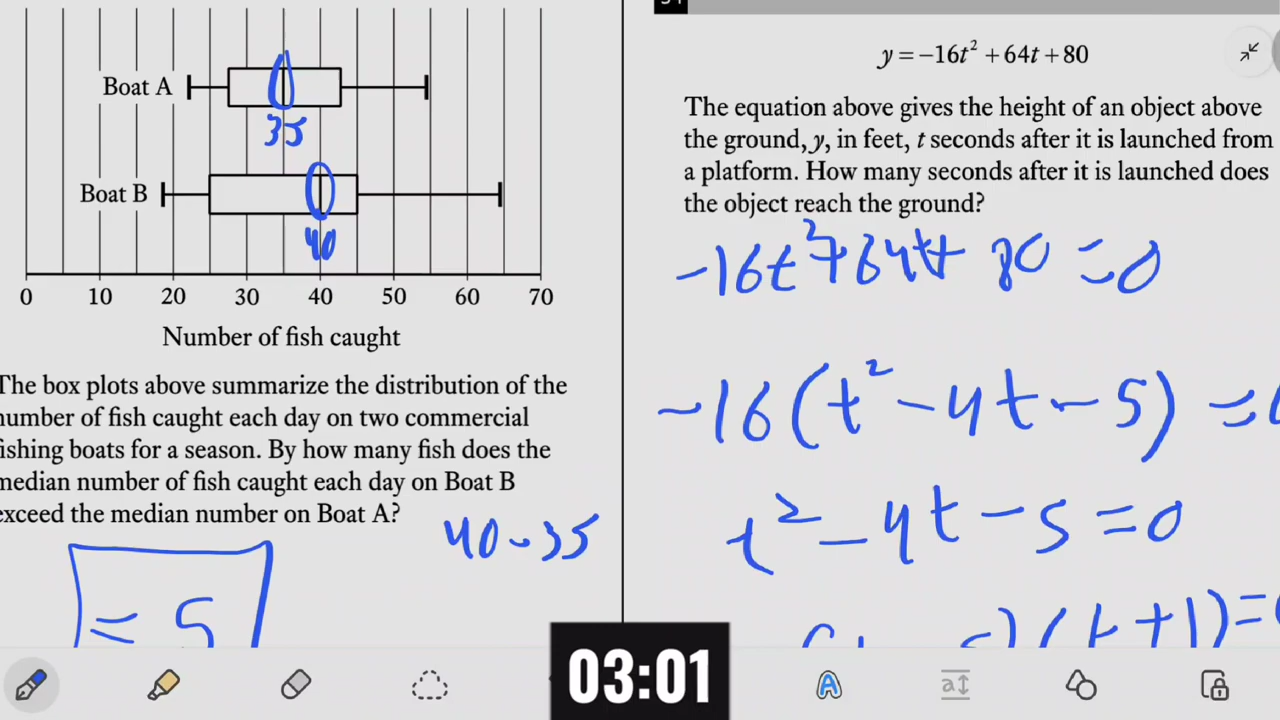 Boat A
35
Boat B
40
0 10 20 30 40 50 60 70
Number of fish caught
The box plots above summarize the distribution of the
number of fish caught each day on two commercial
fishing boats for a season. By how many fish does the
median number of fish caught each day on Boat B
exceed the median number on Boat A?
40-35
= 5
y = -16t² + 64t + 80
The equation above gives the height of an object above
the ground, y, in feet, t seconds after it is launched from
a platform. How many seconds after it is launched does
the object reach the ground?
-16t²+64t+ 80 =0
-16(t²-4t-5) =
t²-4t-5=0
)(t+1)=
03:01
A
a